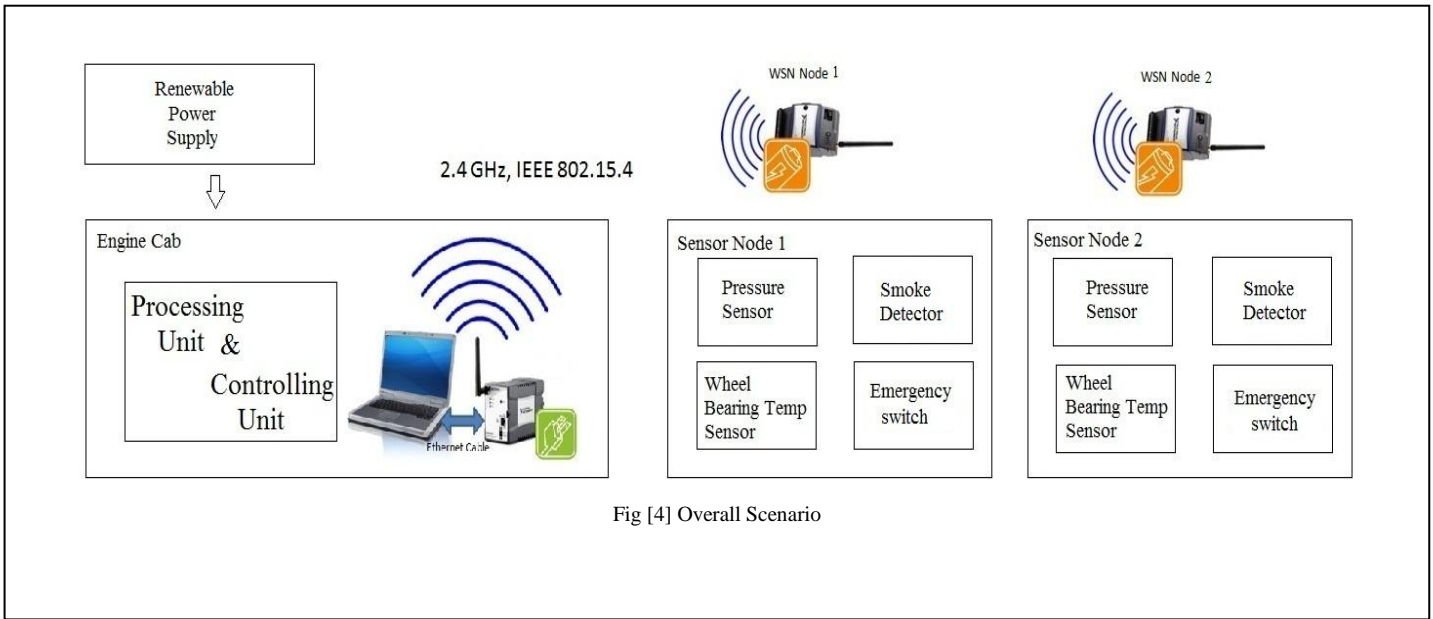 Renewable
Power
Supply
2.4 GHz, IEEE 802.15.4
WSN Node 1
WSN Node 2
Engine Cab
Processing
Unit &
Controlling
Unit
Ethernet Cable
Sensor Node 1
Pressure
Sensor
Smoke
Detector
Wheel
Bearing Temp
Sensor
Emergency
switch
Sensor Node 2
Pressure
Sensor
Smoke
Detector
Wheel
Bearing Temp
Sensor
Emergency
switch
Fig [4] Overall Scenario